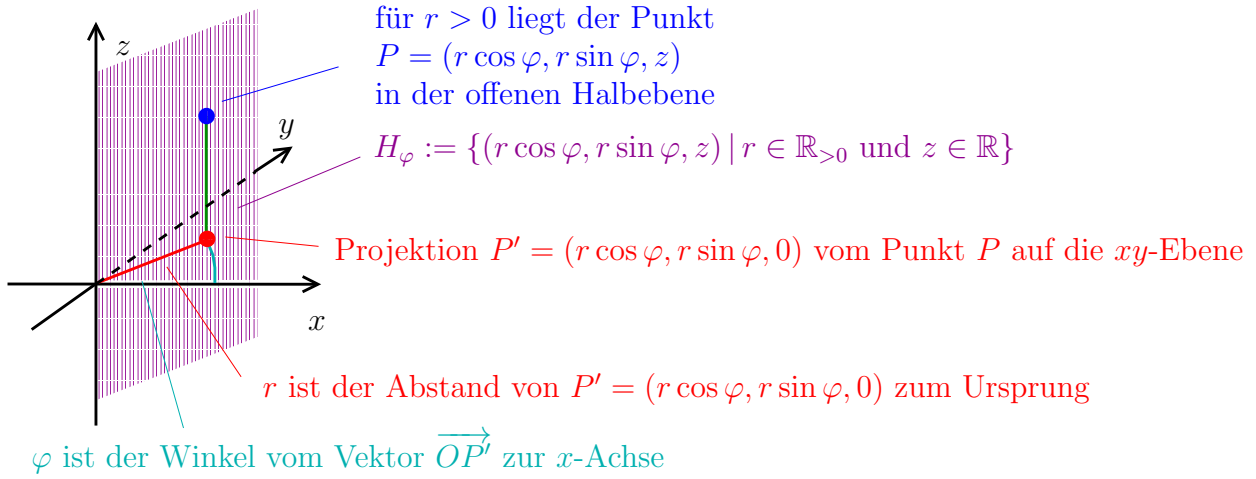 für r > 0 liegt der Punkt
P = (r cos φ, r sin φ, z)
in der offenen Halbebene
z
y
H_φ := {(r cos φ, r sin φ, z) | r ∈ ℝ_{>0} und z ∈ ℝ}
Projektion P′ = (r cos φ, r sin φ, 0) vom Punkt P auf die xy-Ebene
x
r ist der Abstand von P′ = (r cos φ, r sin φ, 0) zum Ursprung
φ ist der Winkel vom Vektor \overrightarrow{OP′} zur x-Achse